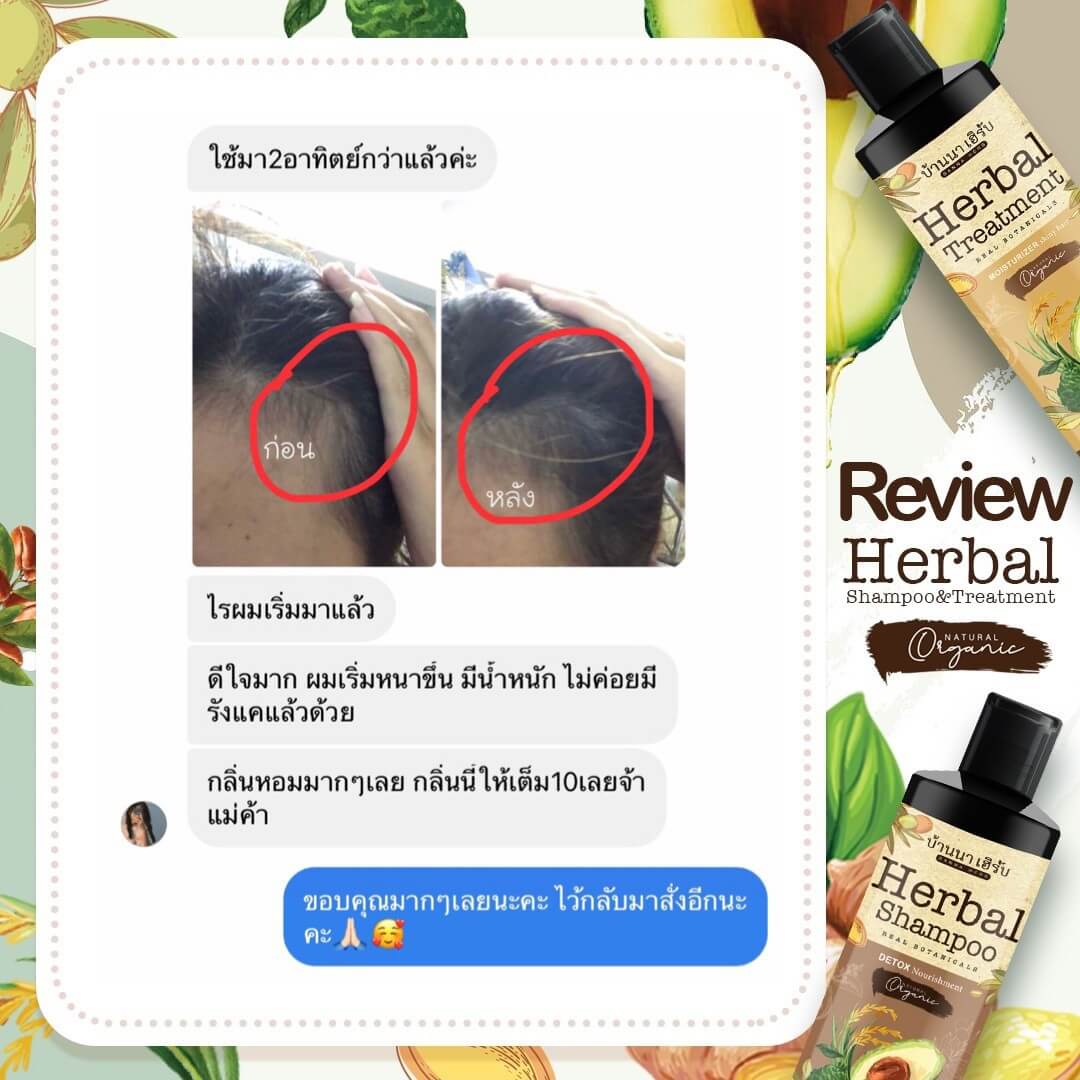 ใช้มา2อาทิตย์กว่าแล้วค่ะ
ก่อน
หลัง
ไรผมเริ่มมาแล้ว
ดีใจมาก ผมเริ่มหนาขึ้น มีน้ำหนัก ไม่ค่อยมี
รังแคแล้วด้วย
กลิ่นหอมมากๆเลย กลิ่นนี้ให้เต็ม10เลยจ้า
แม่ค้า
ขอบคุณมากๆเลยนะคะ ไว้กลับมาสั่งอีกนะ
คะ🙏🏻🥰
บ้านนา เฮิร์บ
Herbal
Treatment
REAL BOTANICALS
MOISTURIZER shiny hair
Organic
Review
Herbal
Shampoo&Treatment
NATURAL
Organic
บ้านนา เฮิร์บ
Herbal
Shampoo
REAL BOTANICALS
DETOX Nourishment
Organic